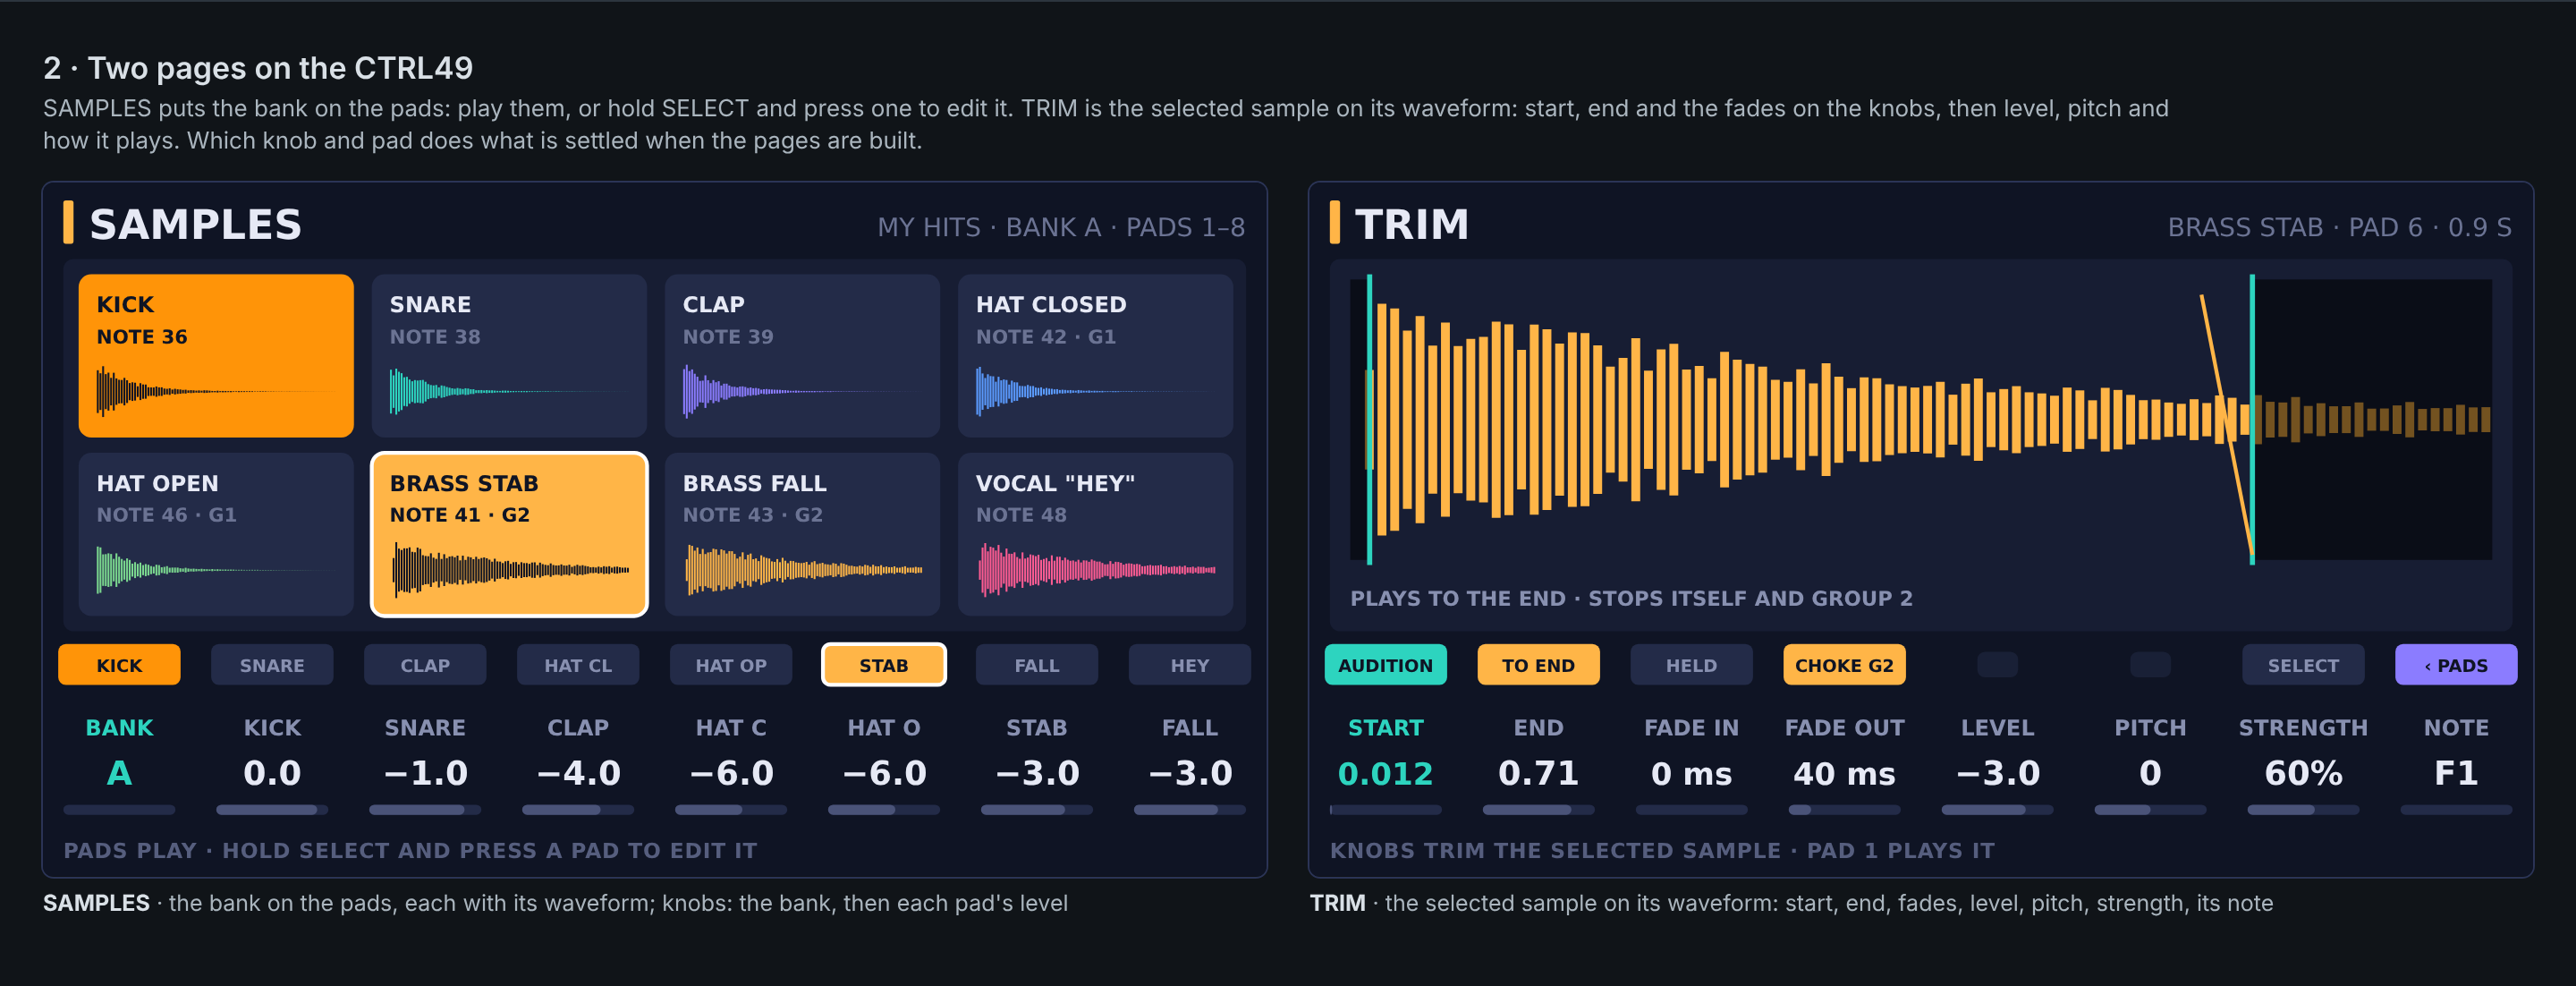 2 · Two pages on the CTRL49
SAMPLES puts the bank on the pads: play them, or hold SELECT and press one to edit it. TRIM is the selected sample on its waveform: start, end and the fades on the knobs, then level, pitch and
how it plays. Which knob and pad does what is settled when the pages are built.
SAMPLES
MY HITS · BANK A · PADS 1–8
KICK
NOTE 36
SNARE
NOTE 38
CLAP
NOTE 39
HAT CLOSED
NOTE 42 · G1
HAT OPEN
NOTE 46 · G1
BRASS STAB
NOTE 41 · G2
BRASS FALL
NOTE 43 · G2
VOCAL "HEY"
NOTE 48
KICK SNARE CLAP HAT CL HAT OP STAB FALL HEY
BANK KICK SNARE CLAP HAT C HAT O STAB FALL
A 0.0 −1.0 −4.0 −6.0 −6.0 −3.0 −3.0
PADS PLAY · HOLD SELECT AND PRESS A PAD TO EDIT IT
SAMPLES · the bank on the pads, each with its waveform; knobs: the bank, then each pad's level
TRIM
BRASS STAB · PAD 6 · 0.9 S
PLAYS TO THE END · STOPS ITSELF AND GROUP 2
AUDITION TO END HELD CHOKE G2 SELECT ‹ PADS
START END FADE IN FADE OUT LEVEL PITCH STRENGTH NOTE
0.012 0.71 0 ms 40 ms −3.0 0 60% F1
KNOBS TRIM THE SELECTED SAMPLE · PAD 1 PLAYS IT
TRIM · the selected sample on its waveform: start, end, fades, level, pitch, strength, its note